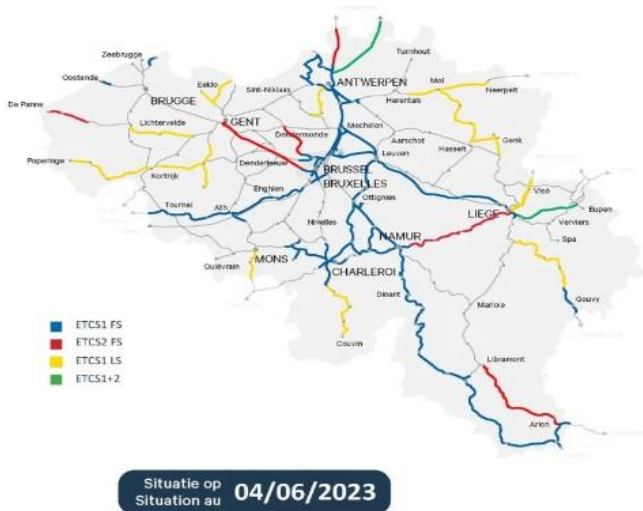 Zeebrugge
Oostende
BRUGGE
De Panne
Lichtervelde
Poperinge
Kortrijk
Eeklo
GENT
Sint-Niklaas
Dendermonde
Denderleeuw
ANTWERPEN
Turnhout
Herentals
Mol
Neerpelt
Mechelen
Aarschot
Hasselt
Genk
Leuven
BRUSSEL
BRUXELLES
Enghien
Tournai
Ath
Ottignies
Nivelles
LIEGE
Visé
Eupen
Verviers
Spa
NAMUR
MONS
Quiévrain
CHARLEROI
Dinant
Couvin
Marloie
Gouvy
Libramont
Arlon
ETCS1 FS
ETCS2 FS
ETCS1 LS
ETCS1+2
Situatie op
Situation au 04/06/2023